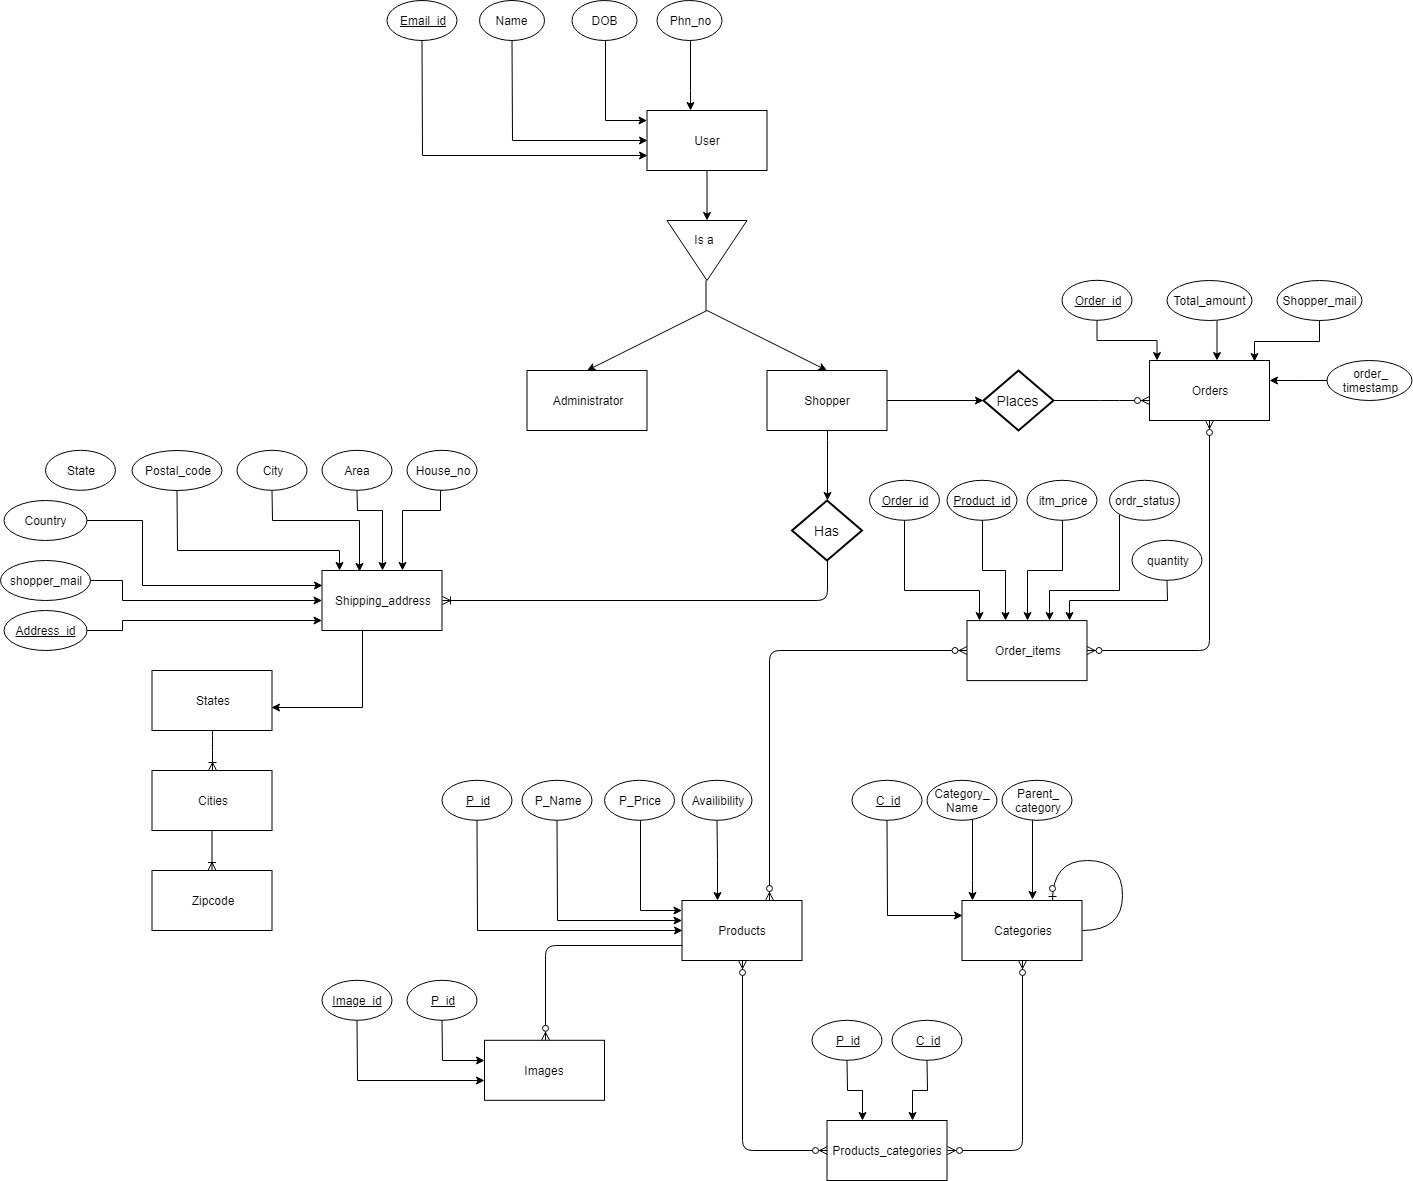 Email_id
Name
DOB
Phn_no
User
Is a
Order_id
Total_amount
Shopper_mail
order_
timestamp
Orders
Administrator
Shopper
Places
State
Postal_code
City
Area
House_no
Country
shopper_mail
Address_id
Shipping_address
Has
Order_id
Product_id
itm_price
ordr_status
quantity
Order_items
States
Cities
Zipcode
P_id
P_Name
P_Price
Availibility
C_id
Category_
Name
Parent_
category
Products
Categories
Image_id
P_id
Images
P_id
C_id
Products_categories